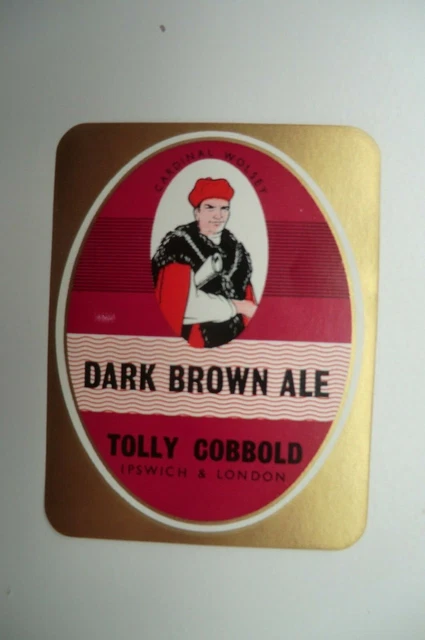 CARDINAL WOLSEY
DARK BROWN ALE
TOLLY COBBOLD
IPSWICH & LONDON